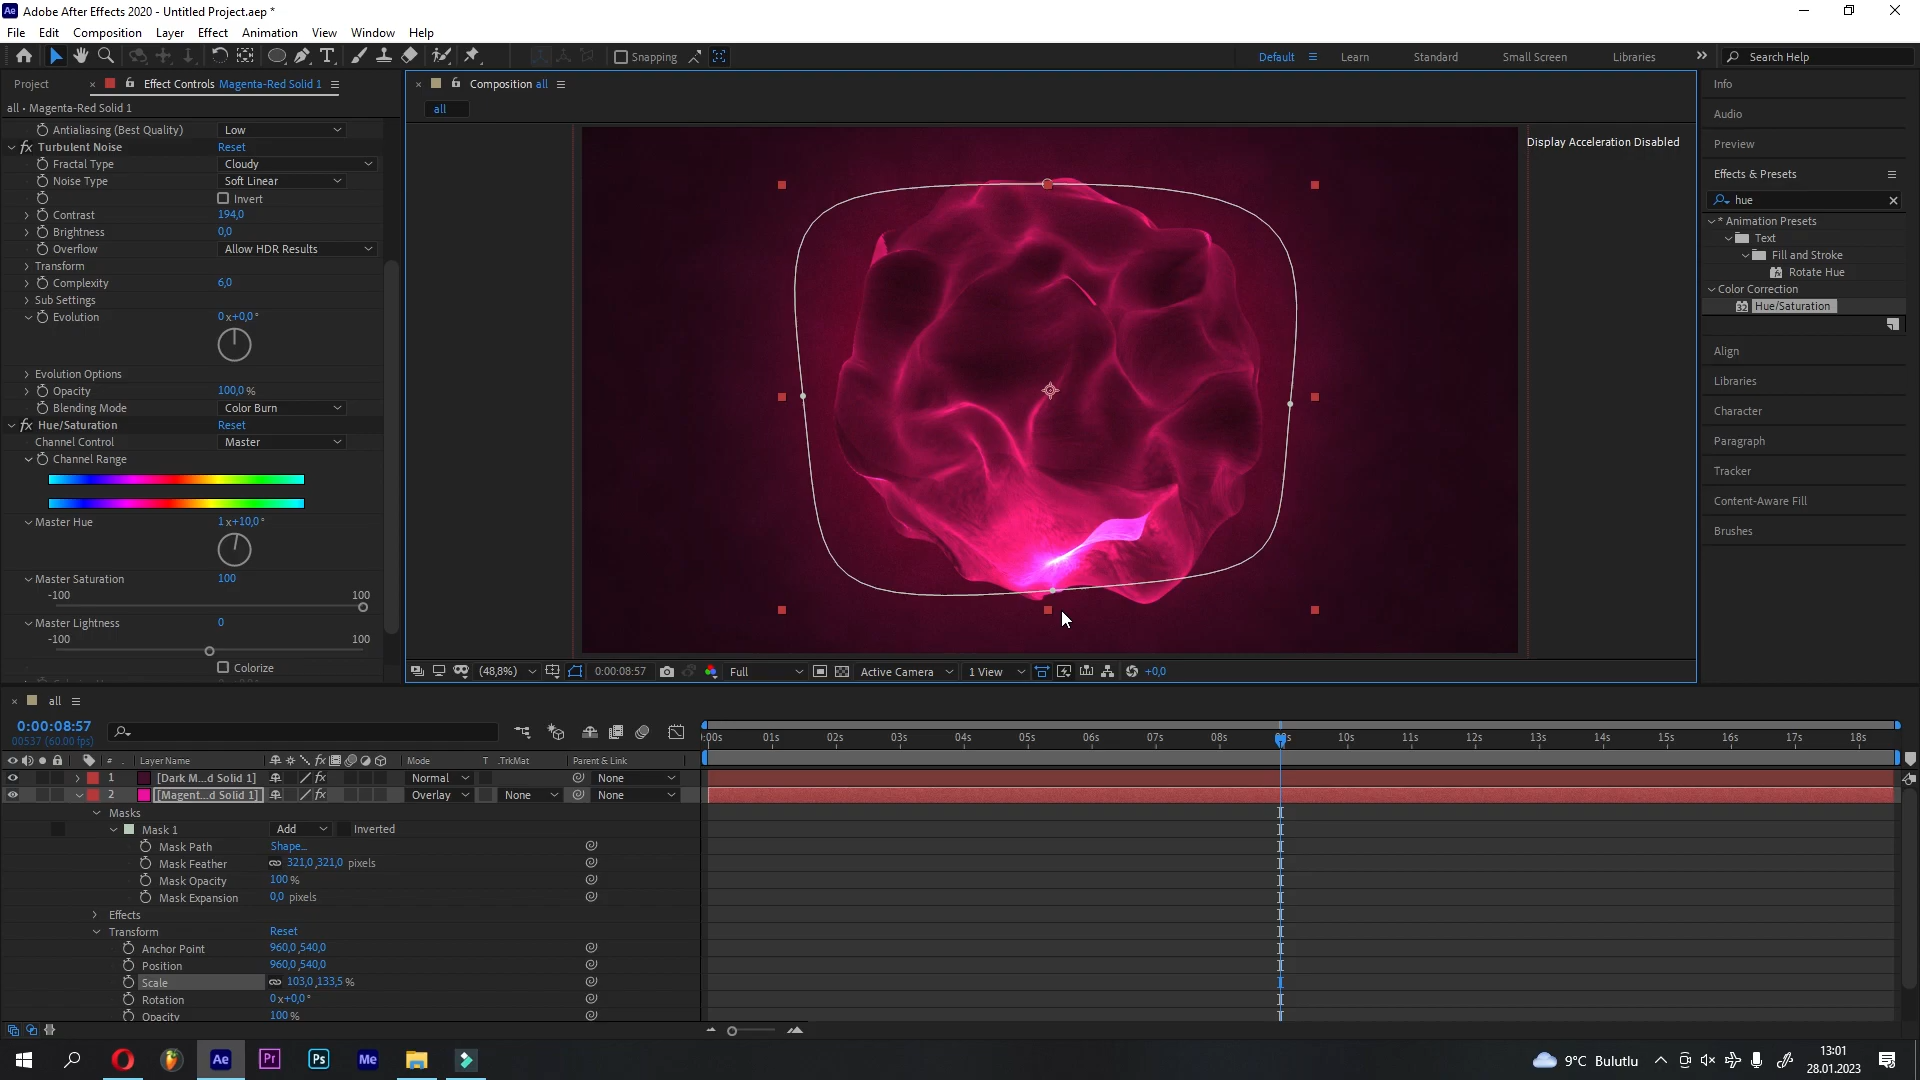 Adobe After Effects 2020 - Untitled Project.aep *
File Edit Composition Layer Effect Animation View Window Help
Snapping Default Learn Standard Small Screen Libraries Search Help
Project Effect Controls Magenta-Red Solid 1
all • Magenta-Red Solid 1
Antialiasing (Best Quality) Low
fx Turbulent Noise Reset
Fractal Type Cloudy
Noise Type Soft Linear
Invert
Contrast 194,0
Brightness 0,0
Overflow Allow HDR Results
Transform
Complexity 6,0
Sub Settings
Evolution 0x+0,0°
Evolution Options
Opacity 100,0 %
Blending Mode Color Burn
fx Hue/Saturation Reset
Channel Control Master
Channel Range
Master Hue 1x+10,0°
Master Saturation 100
-100 100
Master Lightness 0
-100 100
Colorize
Composition all
all
Display Acceleration Disabled
(48,8%) 0:00:08:57 Full Active Camera 1 View +0,0
Info
Audio
Preview
Effects & Presets
hue
* Animation Presets
Text
Fill and Stroke
Rotate Hue
Color Correction
32 Hue/Saturation
Align
Libraries
Character
Paragraph
Tracker
Content-Aware Fill
Brushes
all
0:00:08:57
00537 (60.00 fps)
:00s 01s 02s 03s 04s 05s 06s 07s 08s 10s 11s 12s 13s 14s 15s 16s 17s 18s
# . Layer Name fx Mode T .TrkMat Parent & Link
1 [Dark M...d Solid 1] fx Normal None
2 [Magent...d Solid 1] fx Overlay None None
Masks
Mask 1 Add Inverted
Mask Path Shape...
Mask Feather 321,0,321,0 pixels
Mask Opacity 100 %
Mask Expansion 0,0 pixels
Effects
Transform Reset
Anchor Point 960,0,540,0
Position 960,0,540,0
Scale 103,0,133,5 %
Rotation 0x+0,0°
Opacity 100 %
Ae Pr Ps Me
9°C Bulutlu
13:01
28.01.2023